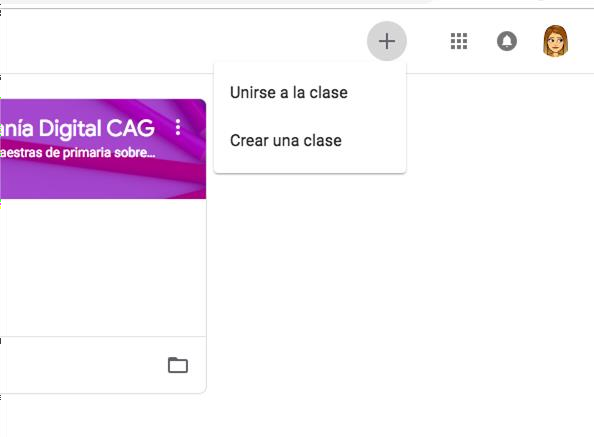 Unirse a la clase
Crear una clase
anía Digital CAG
aestras de primaria sobre...